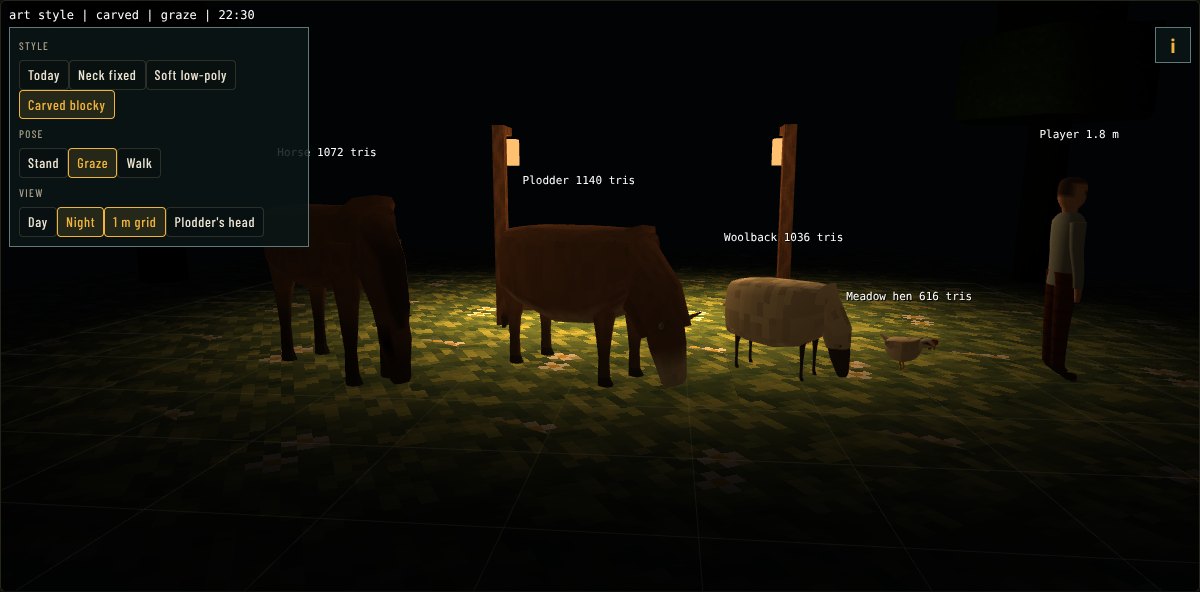 art style | carved | graze | 22:30
STYLE
Today Neck fixed Soft low-poly
Carved blocky
POSE
Stand Graze Walk
VIEW
Day Night 1 m grid Plodder's head
i
Horse 1072 tris
Plodder 1140 tris
Woolback 1036 tris
Meadow hen 616 tris
Player 1.8 m